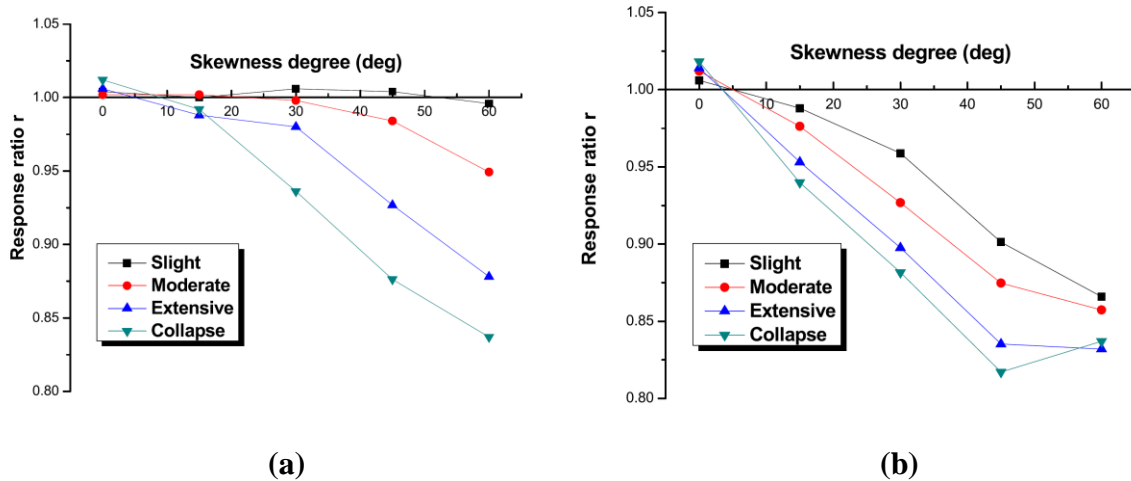 1.05
Skewness degree (deg)
1.00
0 10 20 30 40 50 60
0.95
0.90
0.85
0.80
Response ratio r
Slight
Moderate
Extensive
Collapse
(a)
1.05
Skewness degree (deg)
1.00
0 10 20 30 40 50 60
0.95
0.90
0.85
0.80
Response ratio r
Slight
Moderate
Extensive
Collapse
(b)